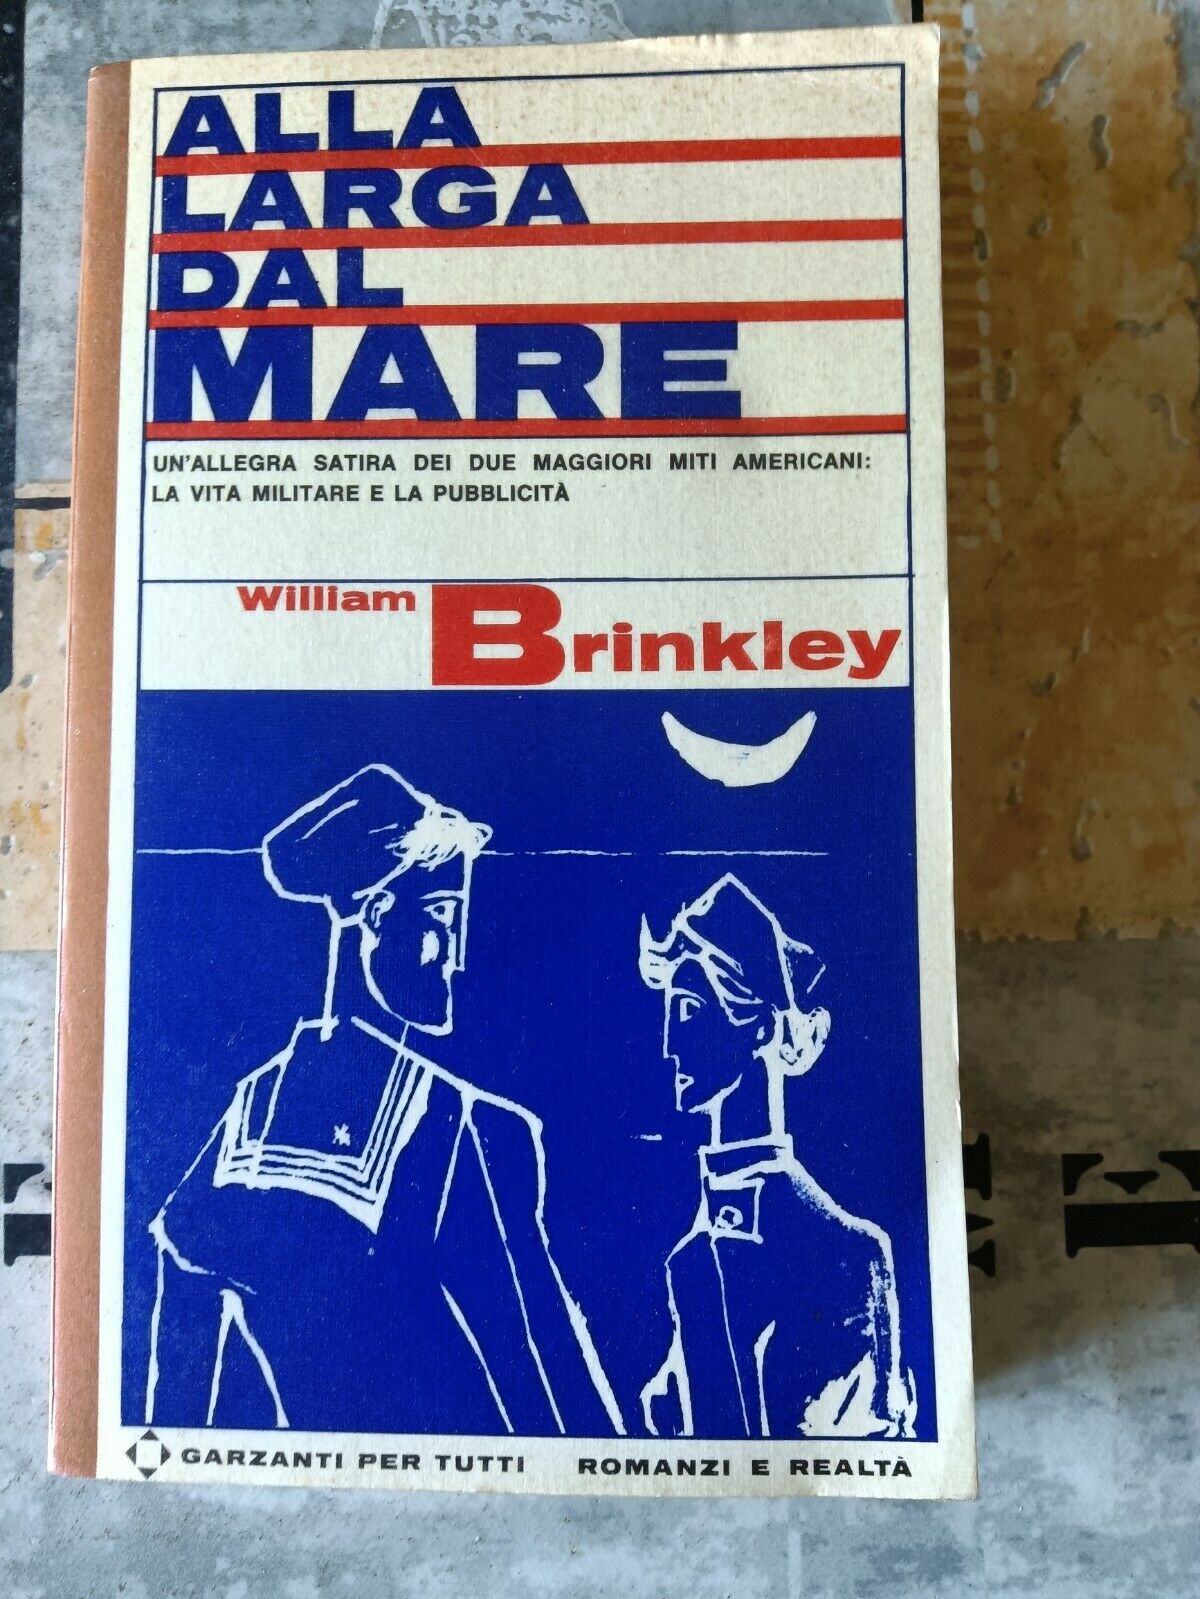 ALLA
LARGA
DAL
MARE
UN'ALLEGRA SATIRA DEI DUE MAGGIORI MITI AMERICANI:
LA VITA MILITARE E LA PUBBLICITÀ
William Brinkley
GARZANTI PER TUTTI ROMANZI E REALTÀ